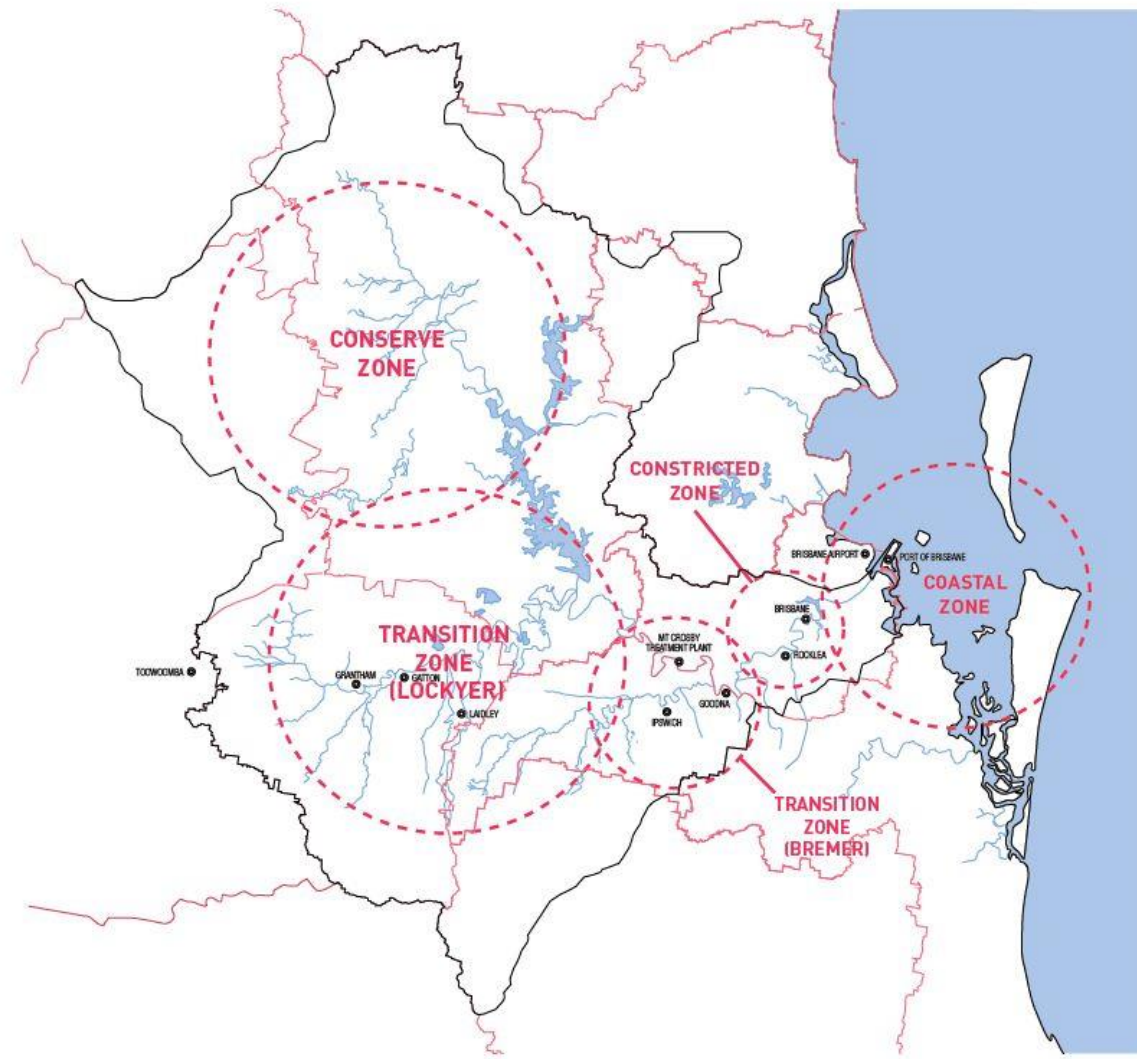 CONSERVE
ZONE
CONSTRICTED
ZONE
BRISBANE AIRPORT
PORT OF BRISBANE
COASTAL
ZONE
BRISBANE
TRANSITION
ZONE
(LOCKYER)
MT CROSBY
TREATMENT PLANT
ROCKLEA
TOOWOOMBA
GRANTHAM
GATTON
LAIDLEY
GOODNA
IPSWICH
TRANSITION
ZONE
(BREMER)